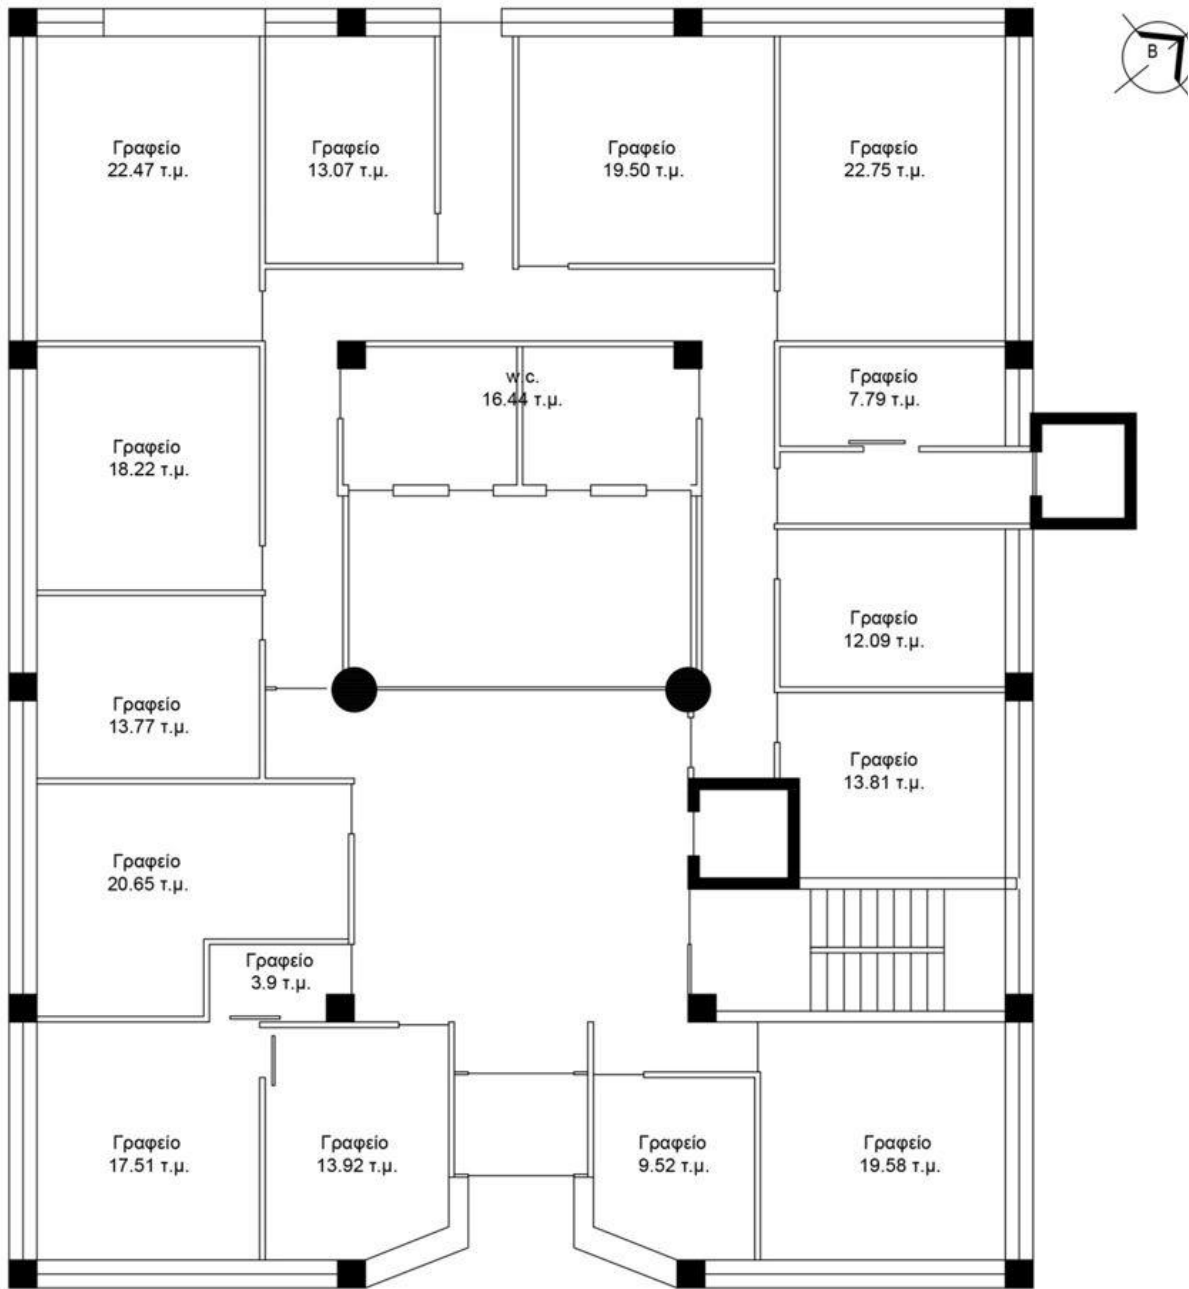 Γραφείο
22.47 τ.μ.
Γραφείο
13.07 τ.μ.
Γραφείο
19.50 τ.μ.
Γραφείο
22.75 τ.μ.
Β
w.c.
16.44 τ.μ.
Γραφείο
7.79 τ.μ.
Γραφείο
18.22 τ.μ.
Γραφείο
12.09 τ.μ.
Γραφείο
13.77 τ.μ.
Γραφείο
13.81 τ.μ.
Γραφείο
20.65 τ.μ.
Γραφείο
3.9 τ.μ.
Γραφείο
17.51 τ.μ.
Γραφείο
13.92 τ.μ.
Γραφείο
9.52 τ.μ.
Γραφείο
19.58 τ.μ.